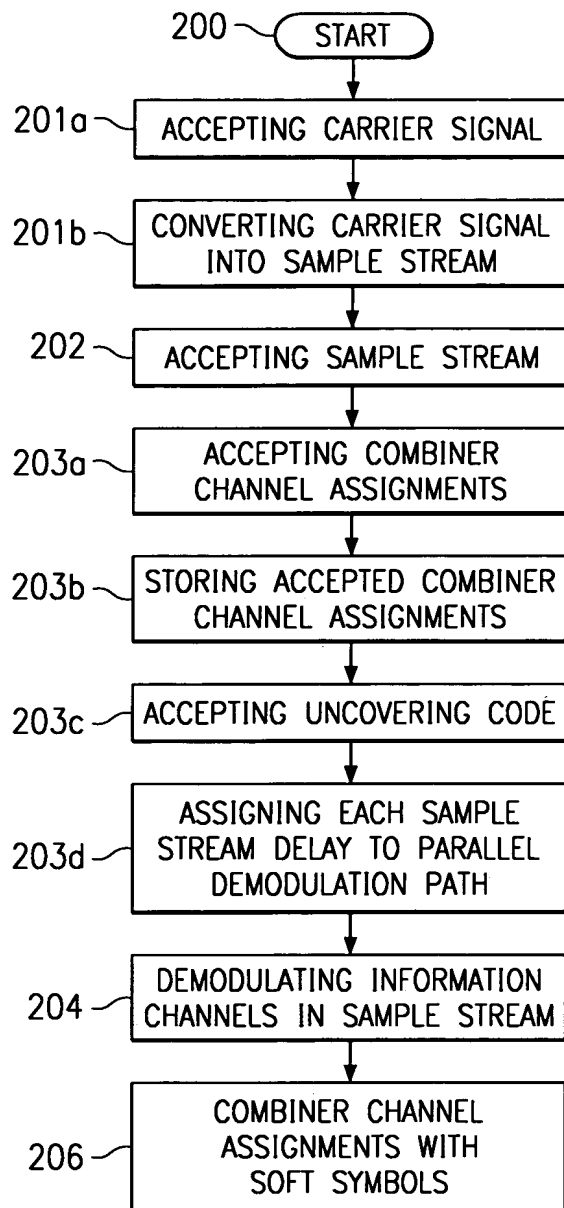 200
START
201a
ACCEPTING CARRIER SIGNAL
201b
CONVERTING CARRIER SIGNAL
INTO SAMPLE STREAM
202
ACCEPTING SAMPLE STREAM
203a
ACCEPTING COMBINER
CHANNEL ASSIGNMENTS
203b
STORING ACCEPTED COMBINER
CHANNEL ASSIGNMENTS
203c
ACCEPTING UNCOVERING CODE
203d
ASSIGNING EACH SAMPLE
STREAM DELAY TO PARALLEL
DEMODULATION PATH
204
DEMODULATING INFORMATION
CHANNELS IN SAMPLE STREAM
206
COMBINER CHANNEL
ASSIGNMENTS WITH
SOFT SYMBOLS